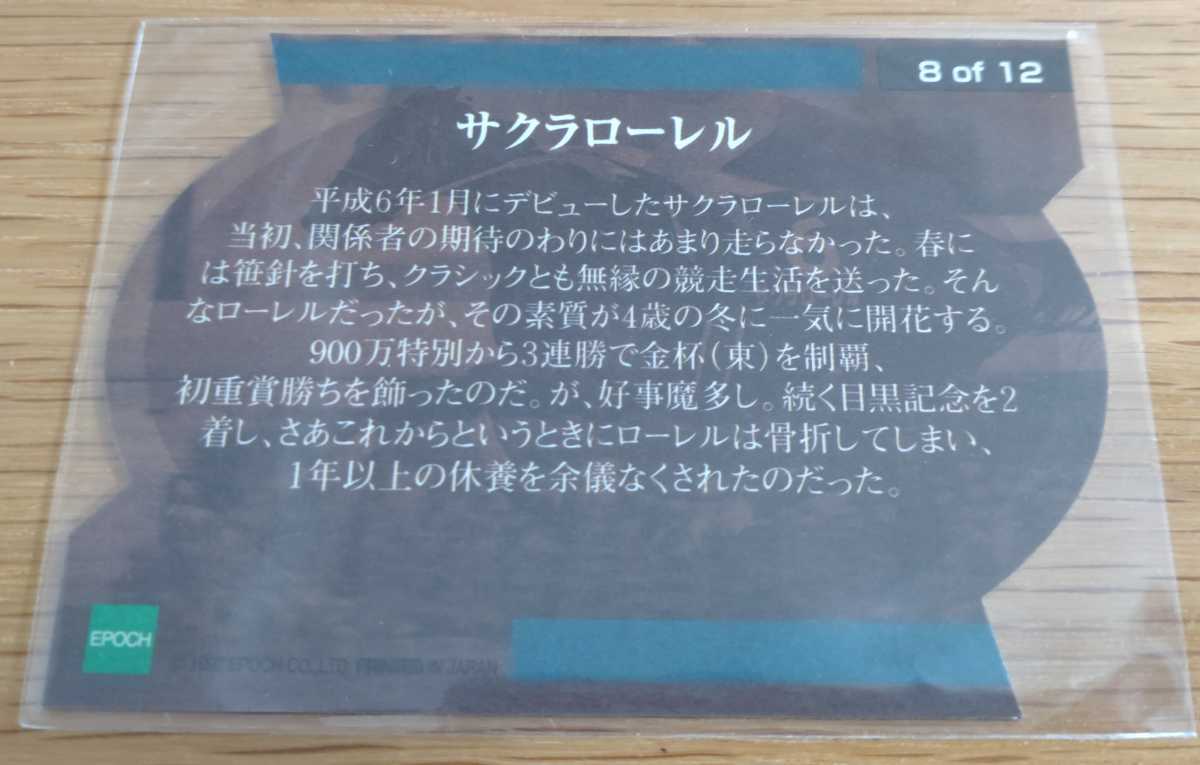 8 of 12
サクラローレル
平成6年1月にデビューしたサクラローレルは、
当初、関係者の期待のわりにはあまり走らなかった。春に
は笹針を打ち、クラシックとも無縁の競走生活を送った。そん
なローレルだったが、その素質が4歳の冬に一気に開花する。
900万特別から3連勝で金杯(東)を制覇、
初重賞勝ちを飾ったのだ。が、好事魔多し。続く目黒記念を2
着し、さあこれからというときにローレルは骨折してしまい、
1年以上の休養を余儀なくされたのだった。
EPOCH
EPOCH CO.,LTD PRINTED IN JAPAN